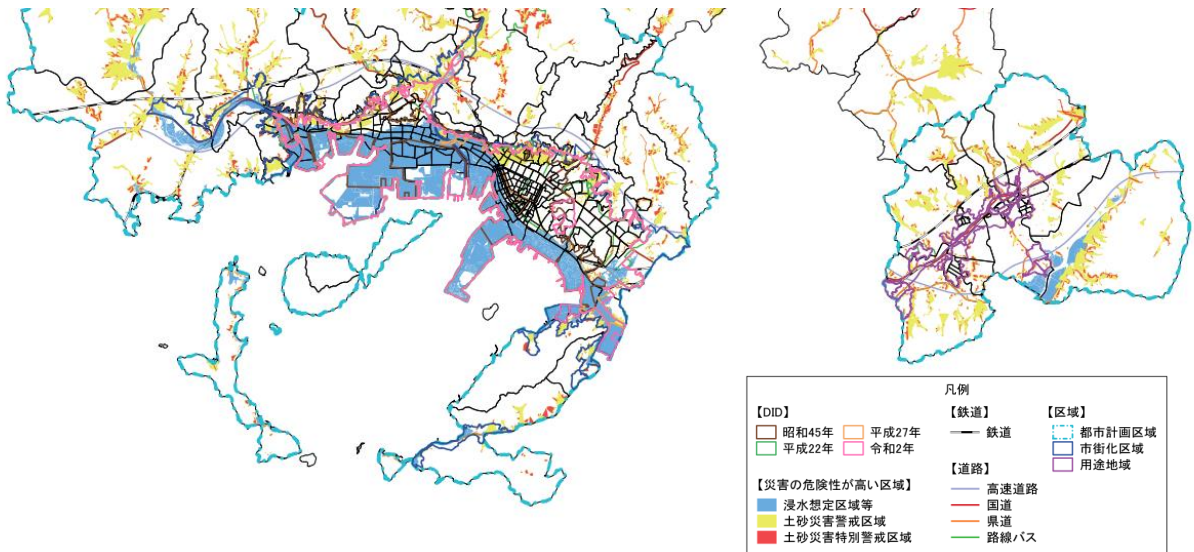 凡例
【DID】
昭和45年
平成27年
平成22年
令和2年
【災害の危険性が高い区域】
浸水想定区域等
土砂災害警戒区域
土砂災害特別警戒区域
【鉄道】
鉄道
【道路】
高速道路
国道
県道
路線バス
【区域】
都市計画区域
市街化区域
用途地域